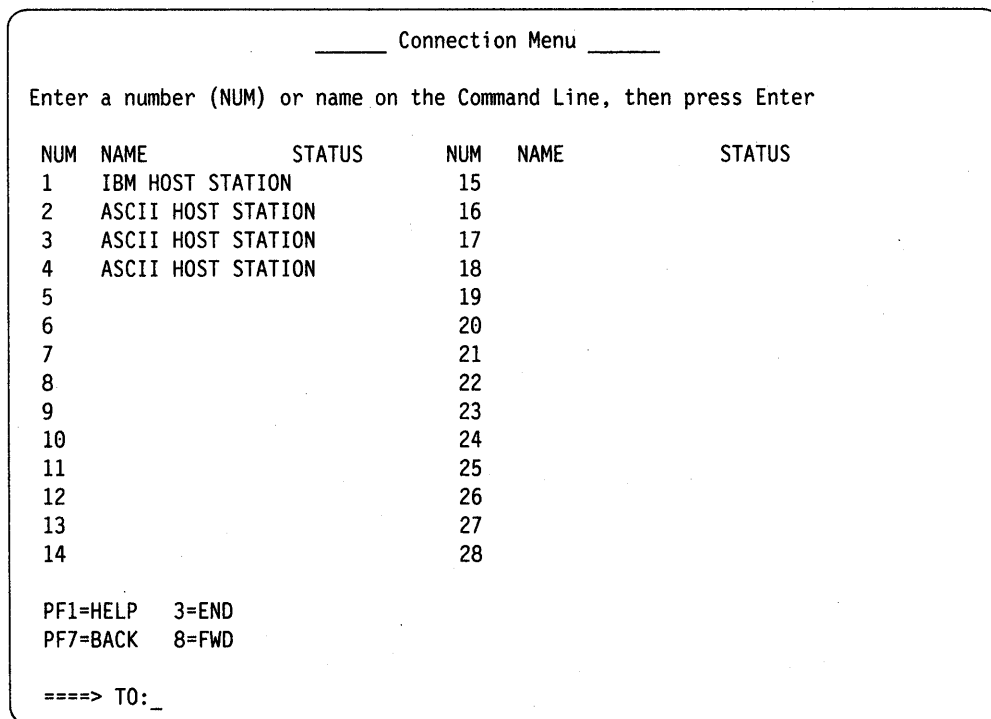 ______ Connection Menu ______
Enter a number (NUM) or name on the Command Line, then press Enter
NUM NAME STATUS NUM NAME STATUS
1 IBM HOST STATION 15
2 ASCII HOST STATION 16
3 ASCII HOST STATION 17
4 ASCII HOST STATION 18
5 19
6 20
7 21
8 22
9 23
10 24
11 25
12 26
13 27
14 28
PF1=HELP 3=END
PF7=BACK 8=FWD
====> TO:_